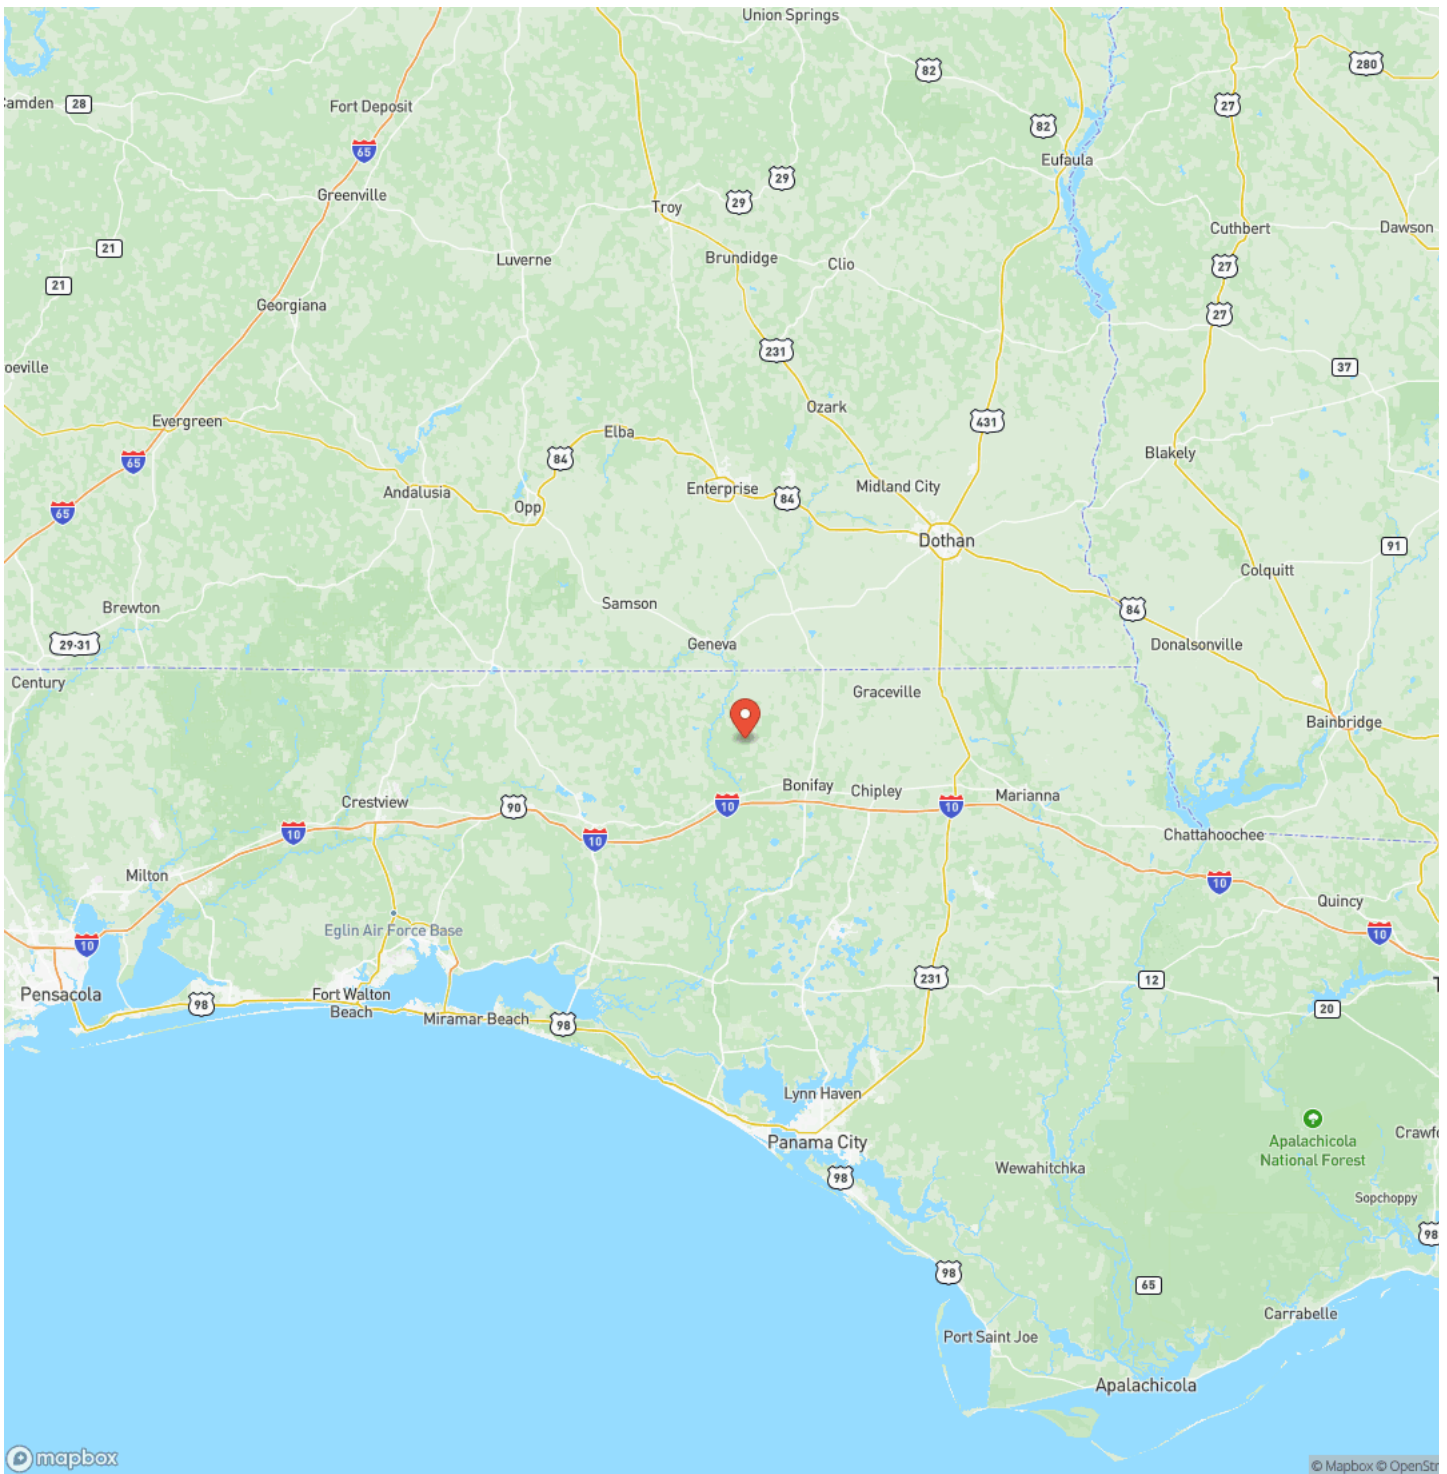 Union Springs
82
280
Camden
28
Fort Deposit
27
82
65
Eufaula
29
Greenville
29
Troy
Cuthbert
Dawson
21
Luverne
Brundidge
Clio
27
21
Georgiana
27
231
oeville
37
Ozark
Evergreen
431
Elba
84
Blakely
65
Enterprise
84
Midland City
Andalusia
Opp
65
Dothan
91
Colquitt
Brewton
Samson
84
29-31
Geneva
Donalsonville
Century
Graceville
Bainbridge
Bonifay
Chipley
Marianna
Crestview
90
10
10
10
10
Chattahoochee
Milton
10
Quincy
Eglin Air Force Base
10
10
231
12
T
Pensacola
98
Fort Walton
Beach
20
Miramar Beach
98
Lynn Haven
Panama City
Apalachicola
National Forest
Crawfo
98
Wewahitchka
Sopchoppy
98
98
65
Carrabelle
Port Saint Joe
Apalachicola
mapbox
© Mapbox © OpenStr